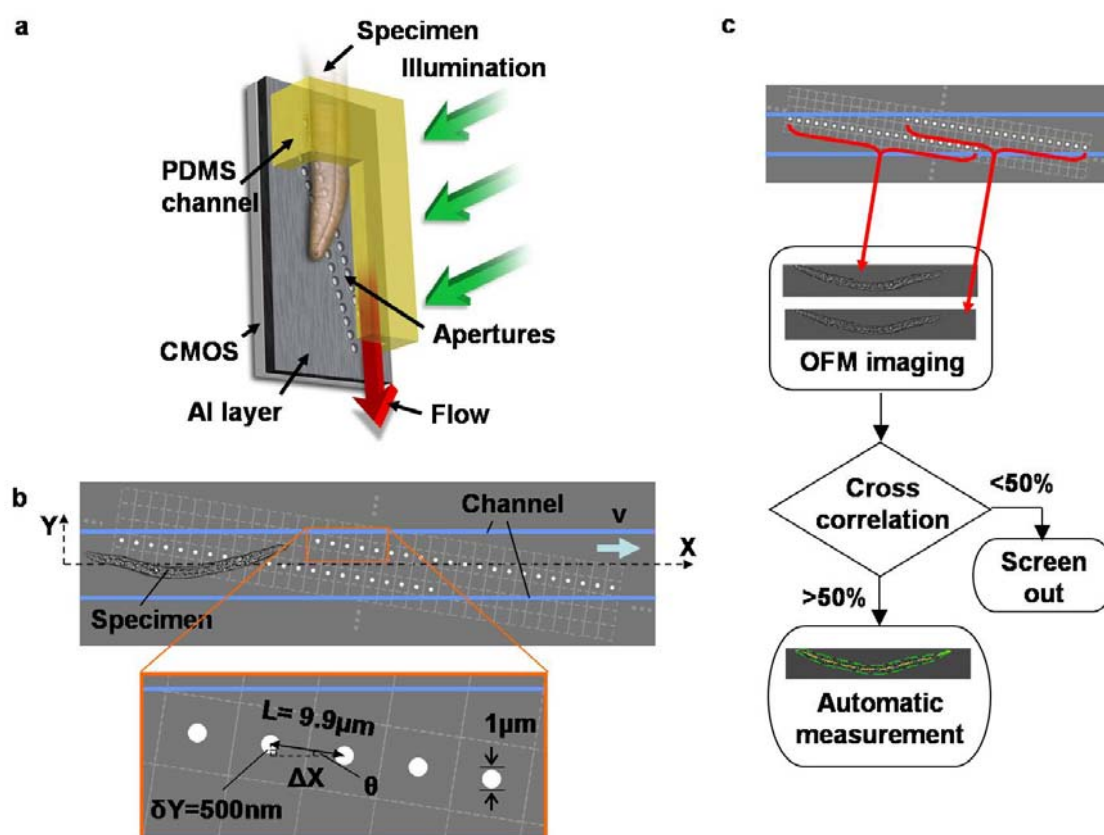 a
Specimen
Illumination
PDMS
channel
Apertures
CMOS
Al layer
Flow
b
Y
Channel
v
X
Specimen
L= 9.9μm
1μm
ΔX
θ
δY=500nm
c
OFM imaging
Cross
correlation
<50%
Screen
out
>50%
Automatic
measurement